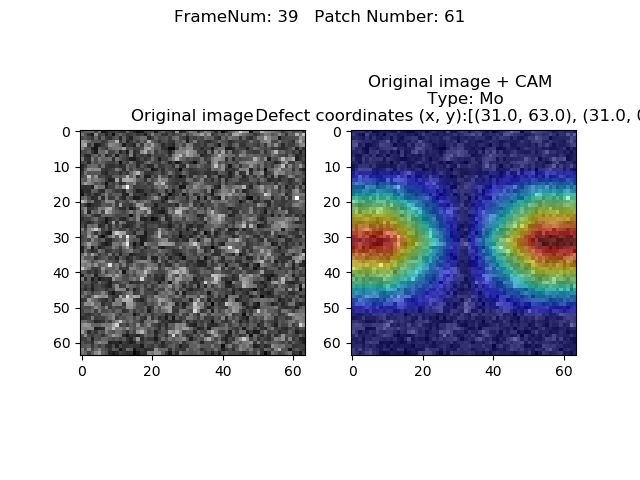 FrameNum: 39   Patch Number: 61
Original image + CAM
Type: Mo
Original image
Defect coordinates (x, y):[(31.0, 63.0), (31.0,
0
10
20
30
40
50
60
0 20 40 60
0
10
20
30
40
50
60
0 20 40 60